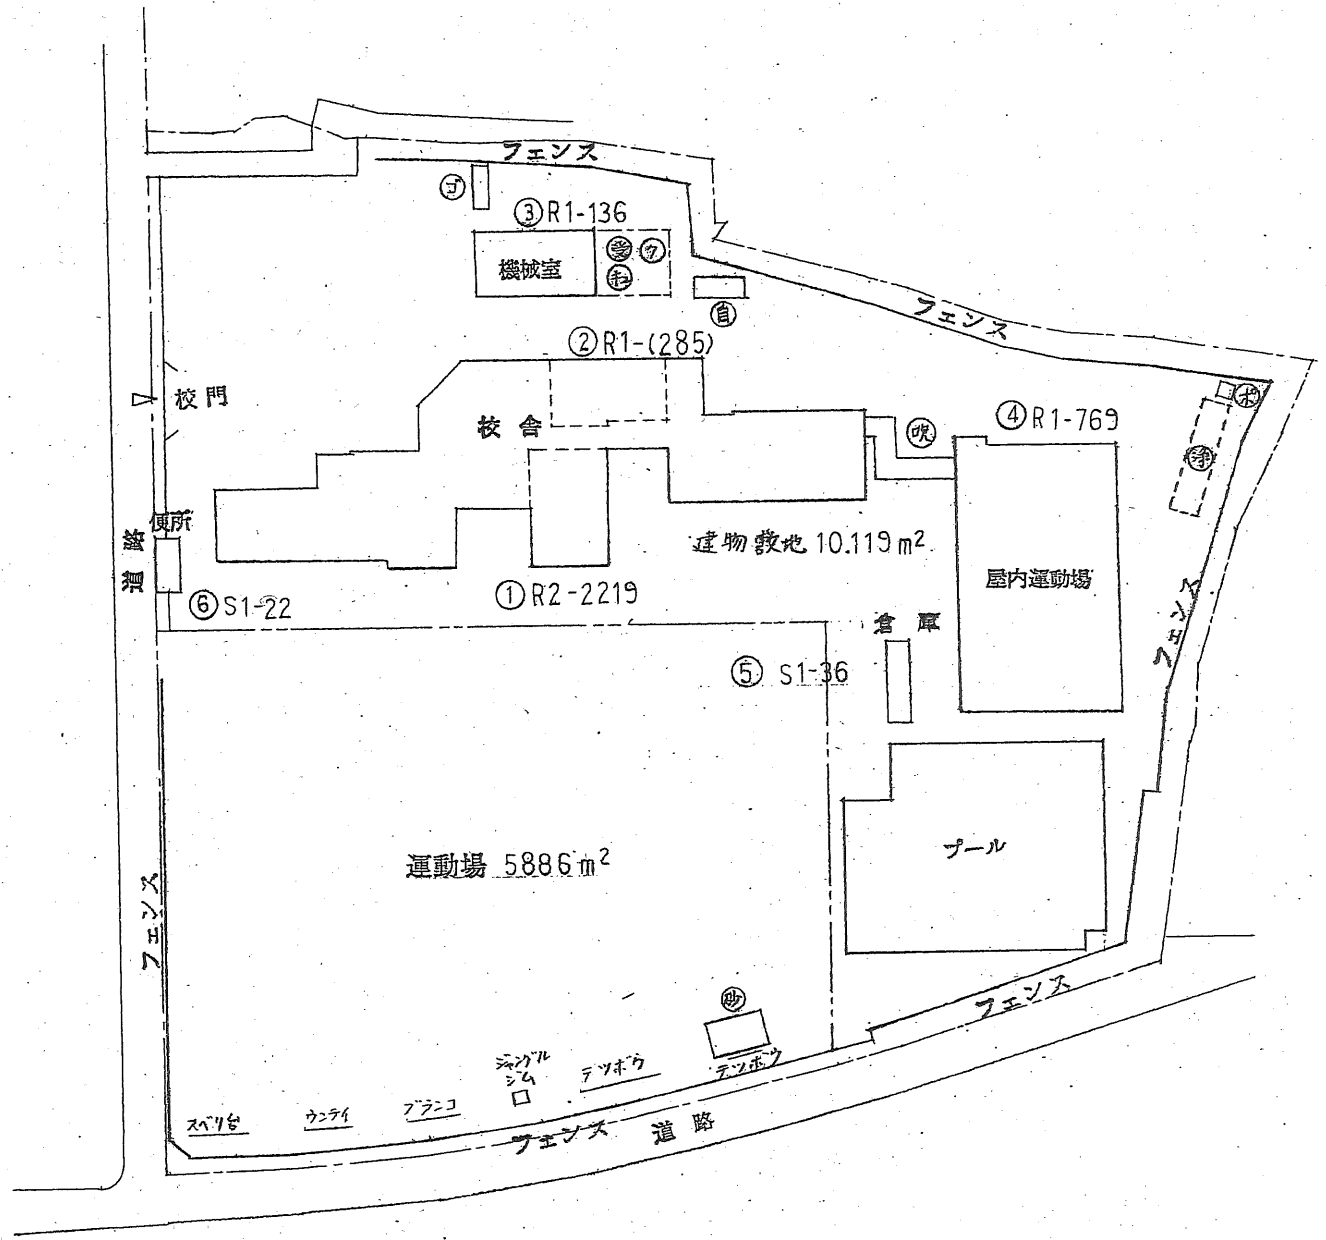 フェンス
ゴ
③R1-136
機械室
受 ク
キュ
自
フェンス
②R1-(285)
校門
校舎
ポ
④R1-769
浄
便所
道路
建物敷地 10.119m²
屋内運動場
⑥S1-22
①R2-2219
倉庫
フェンス
⑤ S1-36
プール
運動場 5886m²
フェンス
砂
フェンス
ジャングル
ジム
テツボウ
テツボウ
スベリ台
ウンテイ
ブランコ
フェンス
道路